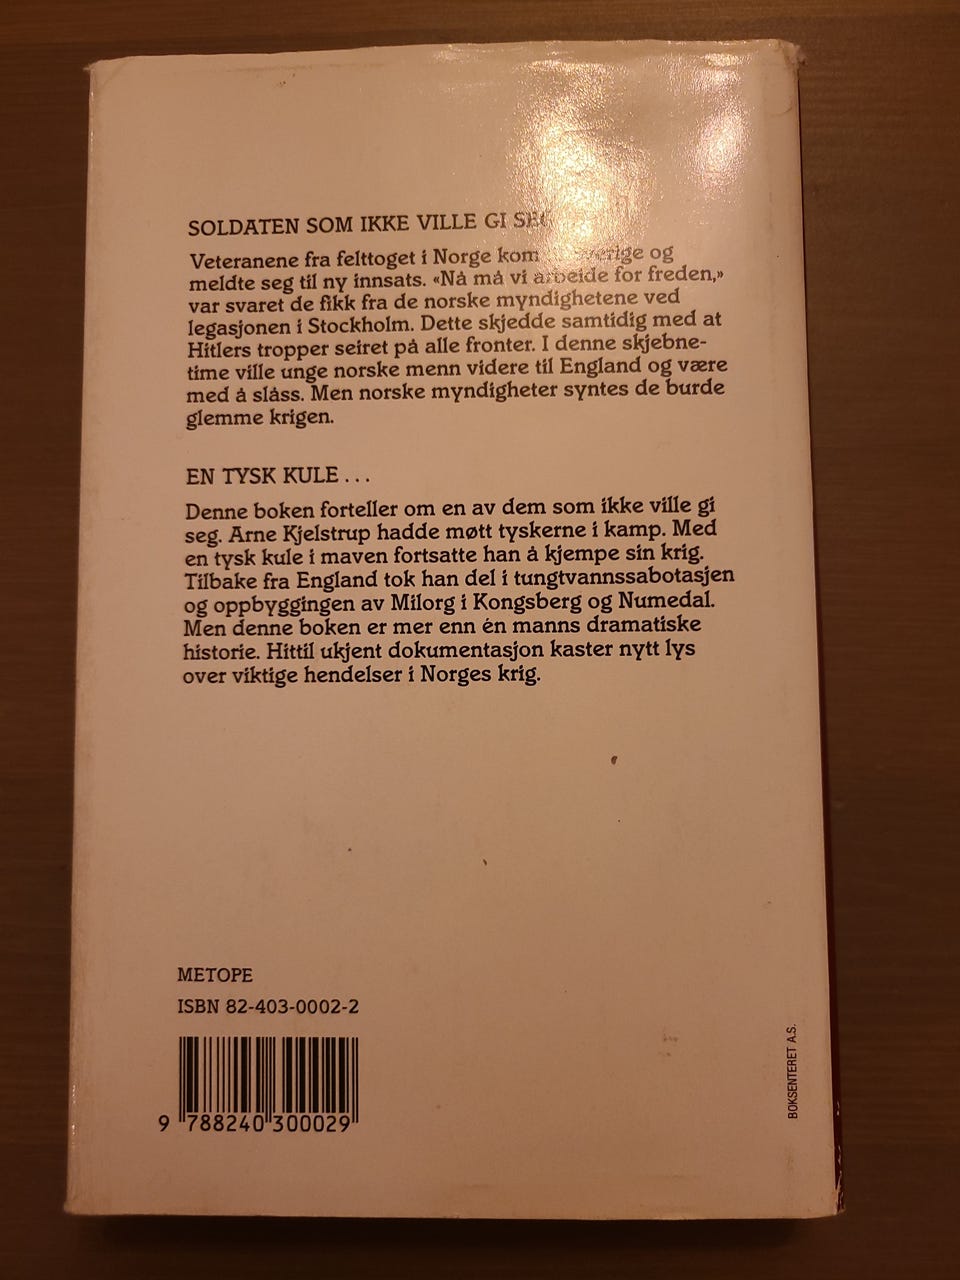 SOLDATEN SOM IKKE VILLE GI SEG
Veteranene fra felttoget i Norge kom Sverige og
meldte seg til ny innsats. «Nå må vi arbeide for freden,»
var svaret de fikk fra de norske myndighetene ved
legasjonen i Stockholm. Dette skjedde samtidig med at
Hitlers tropper seiret på alle fronter. I denne skjebne-
time ville unge norske menn videre til England og være
med å slåss. Men norske myndigheter syntes de burde
glemme krigen.
EN TYSK KULE ...
Denne boken forteller om en av dem som ikke ville gi
seg. Arne Kjelstrup hadde møtt tyskerne i kamp. Med
en tysk kule i maven fortsatte han å kjempe sin krig.
Tilbake fra England tok han del i tungtvannssabotasjen
og oppbyggingen av Milorg i Kongsberg og Numedal.
Men denne boken er mer enn én manns dramatiske
historie. Hittil ukjent dokumentasjon kaster nytt lys
over viktige hendelser i Norges krig.
METOPE
ISBN 82-403-0002-2
9 788240 300029
BOKSENTERET A.S.